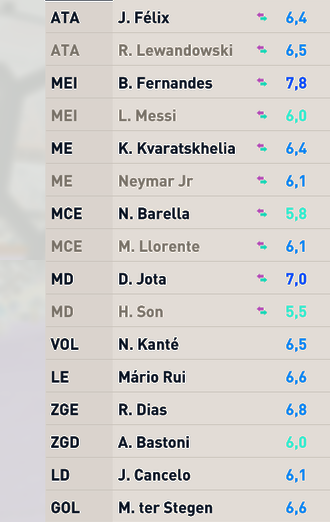 ATA J. Félix 6,4
ATA R. Lewandowski 6,5
MEI B. Fernandes 7,8
MEI L. Messi 6,0
ME K. Kvaratskhelia 6,4
ME Neymar Jr 6,1
MCE N. Barella 5,8
MCE M. Llorente 6,1
MD D. Jota 7,0
MD H. Son 5,5
VOL N. Kanté 6,5
LE Mário Rui 6,6
ZGE R. Dias 6,8
ZGD A. Bastoni 6,0
LD J. Cancelo 6,1
GOL M. ter Stegen 6,6